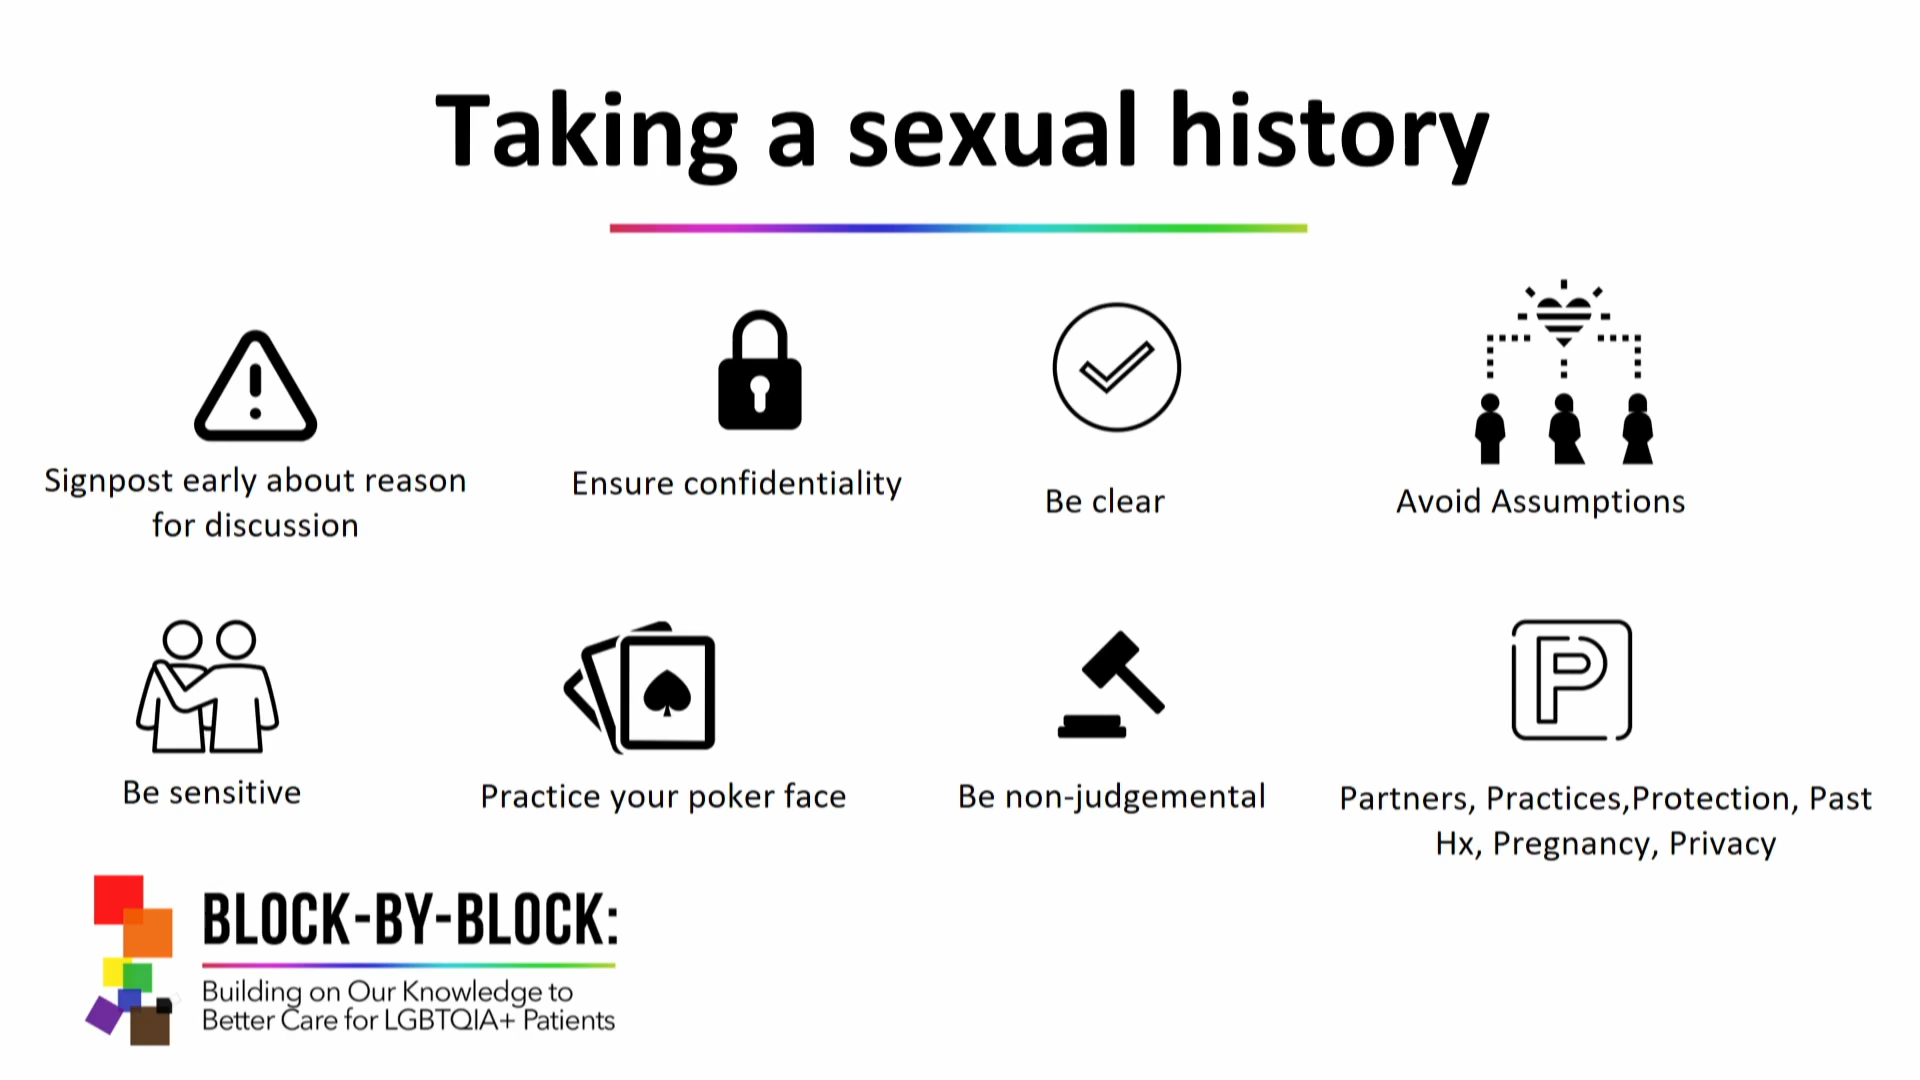 Taking a sexual history
Signpost early about reason
for discussion
Ensure confidentiality
Be clear
Avoid Assumptions
Be sensitive
Practice your poker face
Be non-judgemental
P
Partners, Practices,Protection, Past
Hx, Pregnancy, Privacy
BLOCK-BY-BLOCK:
Building on Our Knowledge to
Better Care for LGBTQIA+ Patients